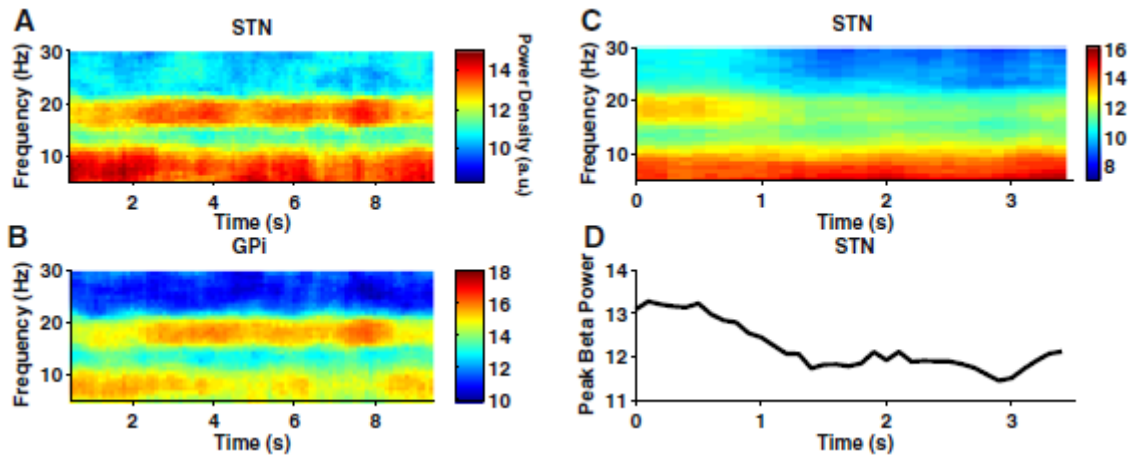 A
STN
Frequency (Hz)
30
20
10
2 4 6 8
Time (s)
14
12
10
Power Density (a.u.)
B
GPi
Frequency (Hz)
30
20
10
2 4 6 8
Time (s)
18
16
14
12
10
C
STN
Frequency (Hz)
30
20
10
0 1 2 3
Time (s)
16
14
12
10
8
D
STN
Peak Beta Power
14
13
12
11
0 1 2 3
Time (s)